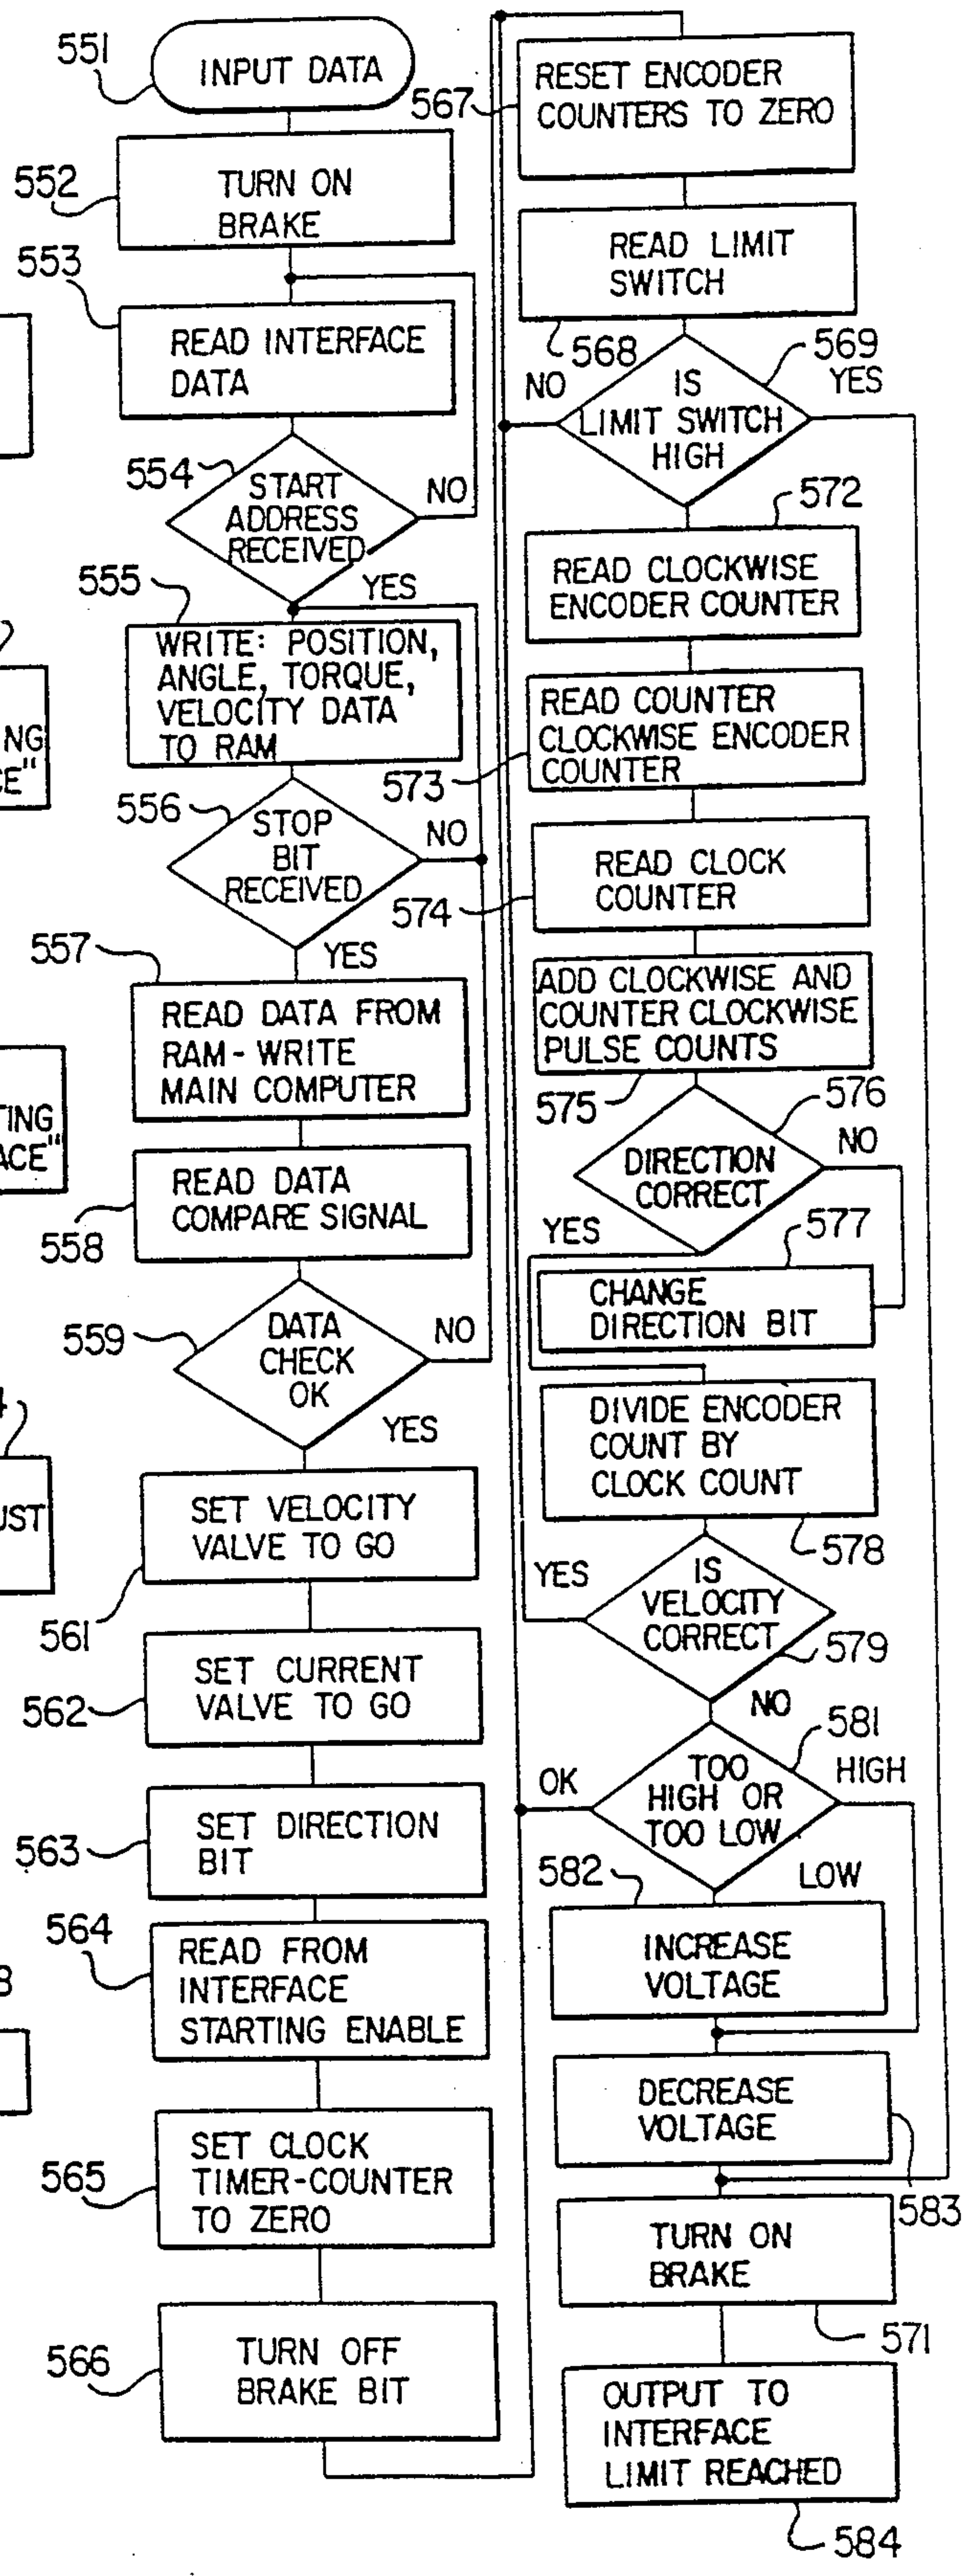 551
INPUT DATA
552
TURN ON
BRAKE
553
READ INTERFACE
DATA
554
START
ADDRESS
RECEIVED
NO
YES
555
WRITE: POSITION,
ANGLE, TORQUE,
VELOCITY DATA
TO RAM
556
STOP
BIT
RECEIVED
NO
YES
557
READ DATA FROM
RAM-WRITE
MAIN COMPUTER
READ DATA
COMPARE SIGNAL
558
559
DATA
CHECK
OK
NO
YES
SET VELOCITY
VALVE TO GO
561
SET CURRENT
VALVE TO GO
562
SET DIRECTION
BIT
563
564
READ FROM
INTERFACE
STARTING ENABLE
SET CLOCK
TIMER-COUNTER
TO ZERO
565
TURN OFF
BRAKE BIT
566
RESET ENCODER
COUNTERS TO ZERO
567
READ LIMIT
SWITCH
568
569
NO
IS
LIMIT SWITCH
HIGH
YES
572
READ CLOCKWISE
ENCODER COUNTER
READ COUNTER
CLOCKWISE ENCODER
COUNTER
573
READ CLOCK
COUNTER
574
ADD CLOCKWISE AND
COUNTER CLOCKWISE
PULSE COUNTS
575
576
DIRECTION
CORRECT
NO
YES
577
CHANGE
DIRECTION BIT
DIVIDE ENCODER
COUNT BY
CLOCK COUNT
578
YES
IS
VELOCITY
CORRECT
579
NO
581
OK
TOO
HIGH OR
TOO LOW
HIGH
LOW
582
INCREASE
VOLTAGE
DECREASE
VOLTAGE
583
TURN ON
BRAKE
571
OUTPUT TO
INTERFACE
LIMIT REACHED
584
NG
CE"
TING
ACE"
UST